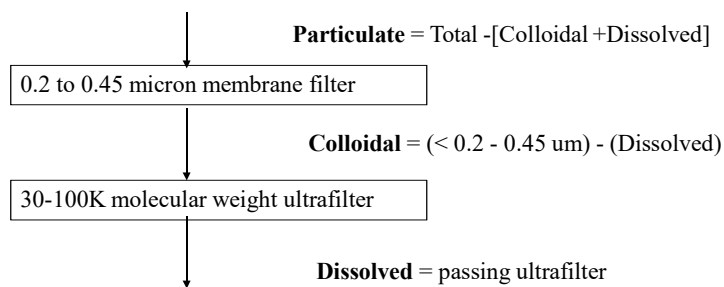 Particulate = Total -[Colloidal +Dissolved]
0.2 to 0.45 micron membrane filter
Colloidal = (< 0.2 - 0.45 um) - (Dissolved)
30-100K molecular weight ultrafilter
Dissolved = passing ultrafilter